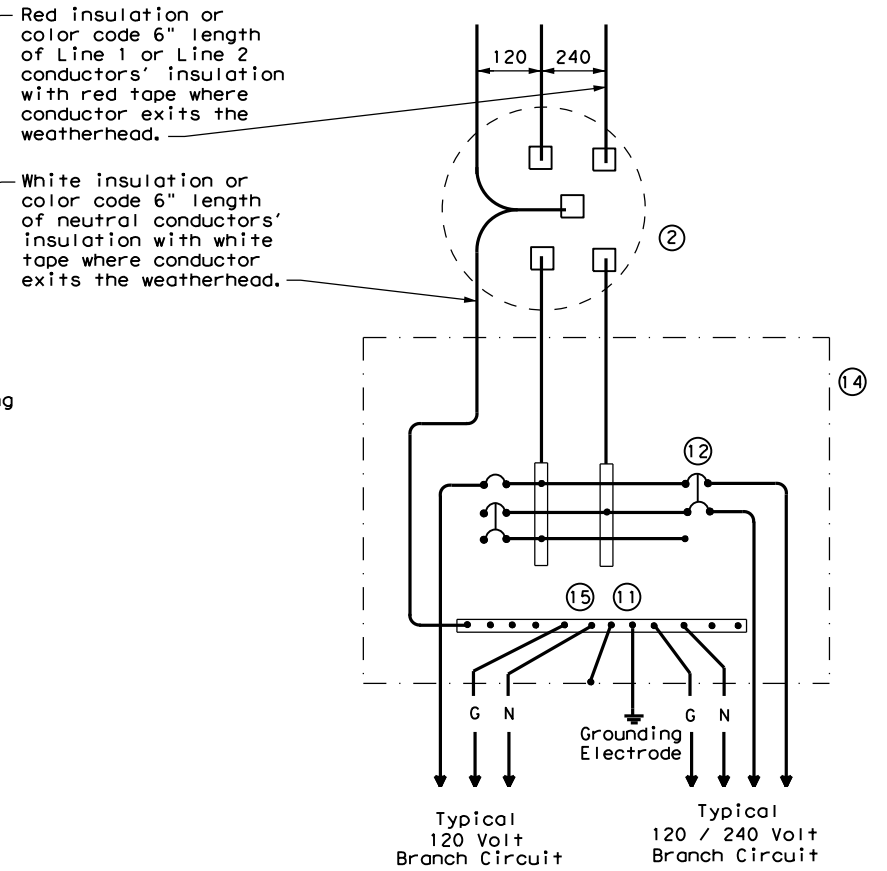 Red insulation or
color code 6" length
of Line 1 or Line 2
conductors' insulation
with red tape where
conductor exits the
weatherhead.
120
240
White insulation or
color code 6" length
of neutral conductors'
insulation with white
tape where conductor
exits the weatherhead.
2
14
12
15
11
G
N
G
N
Grounding
Electrode
Typical
120 Volt
Branch Circuit
Typical
120 / 240 Volt
Branch Circuit